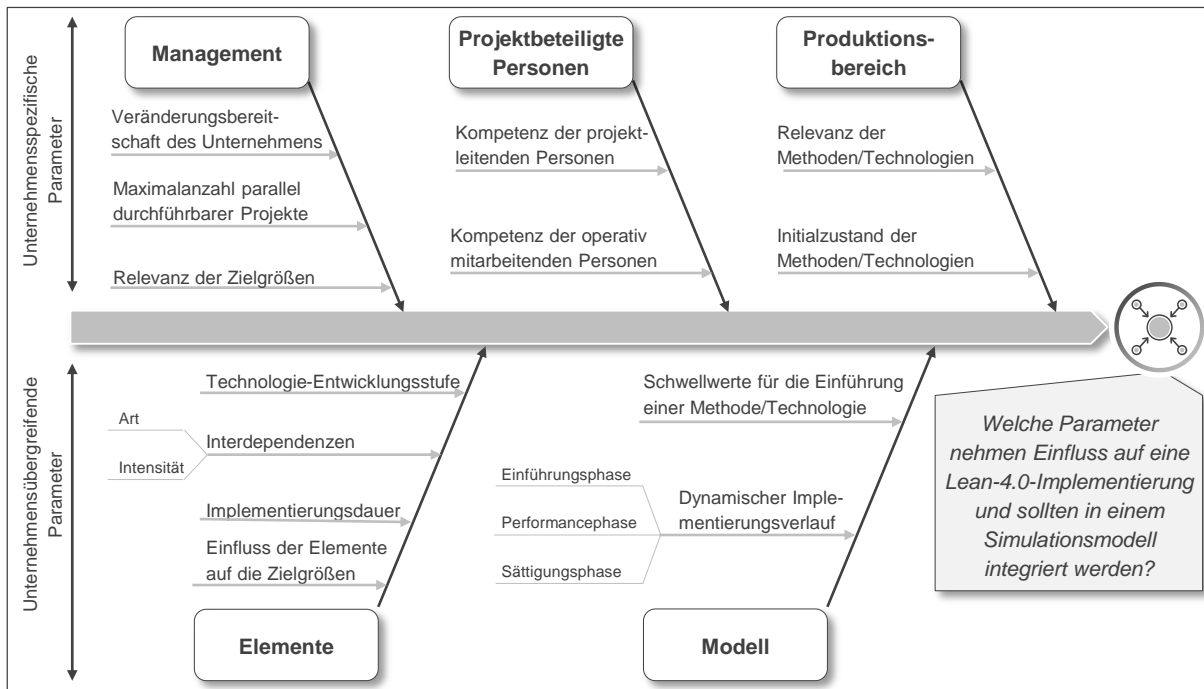 Unternehmensspezifische
Parameter
Management
Projektbeteiligte
Personen
Produktions-
bereich
Veränderungsbereit-
schaft des Unternehmens
Maximalanzahl parallel
durchführbarer Projekte
Relevanz der Zielgrößen
Kompetenz der projekt-
leitenden Personen
Kompetenz der operativ
mitarbeitenden Personen
Relevanz der
Methoden/Technologien
Initialzustand der
Methoden/Technologien
Unternehmensübergreifende
Parameter
Technologie-Entwicklungsstufe
Art
Intensität
Interdependenzen
Implementierungsdauer
Einfluss der Elemente
auf die Zielgrößen
Elemente
Schwellwerte für die Einführung
einer Methode/Technologie
Einführungsphase
Performancephase
Sättigungsphase
Dynamischer Imple-
mentierungsverlauf
Modell
Welche Parameter
nehmen Einfluss auf eine
Lean-4.0-Implementierung
und sollten in einem
Simulationsmodell
integriert werden?